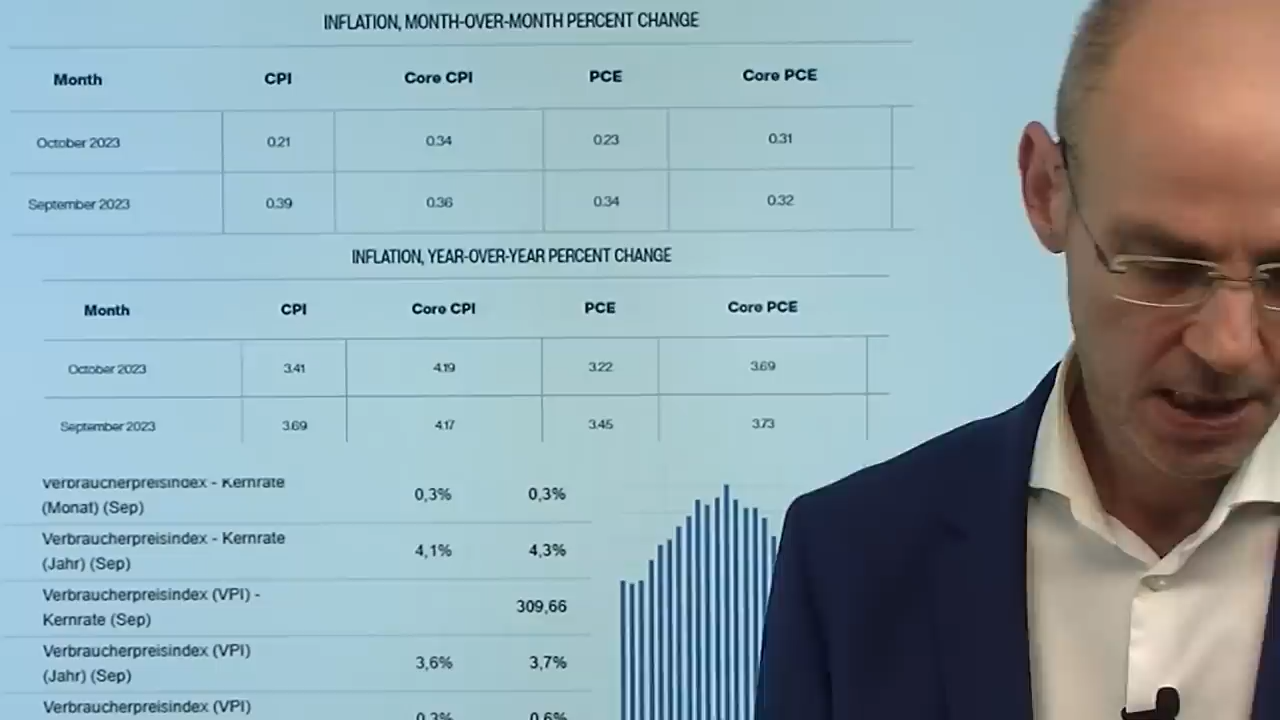 INFLATION, MONTH-OVER-MONTH PERCENT CHANGE
Month CPI Core CPI PCE Core PCE
October 2023 0.21 0.34 0.23 0.31
September 2023 0.39 0.36 0.34 0.32
INFLATION, YEAR-OVER-YEAR PERCENT CHANGE
Month CPI Core CPI PCE Core PCE
October 2023 3.41 4.19 3.22 3.69
September 2023 3.69 4.17 3.45 3.73
Verbraucherpreisindex - Kernrate
(Monat) (Sep) 0,3% 0,3%
Verbraucherpreisindex - Kernrate
(Jahr) (Sep) 4,1% 4,3%
Verbraucherpreisindex (VPI) -
Kernrate (Sep) 309,66
Verbraucherpreisindex (VPI)
(Jahr) (Sep) 3,6% 3,7%
Verbraucherpreisindex (VPI)
0,3% 0,6%